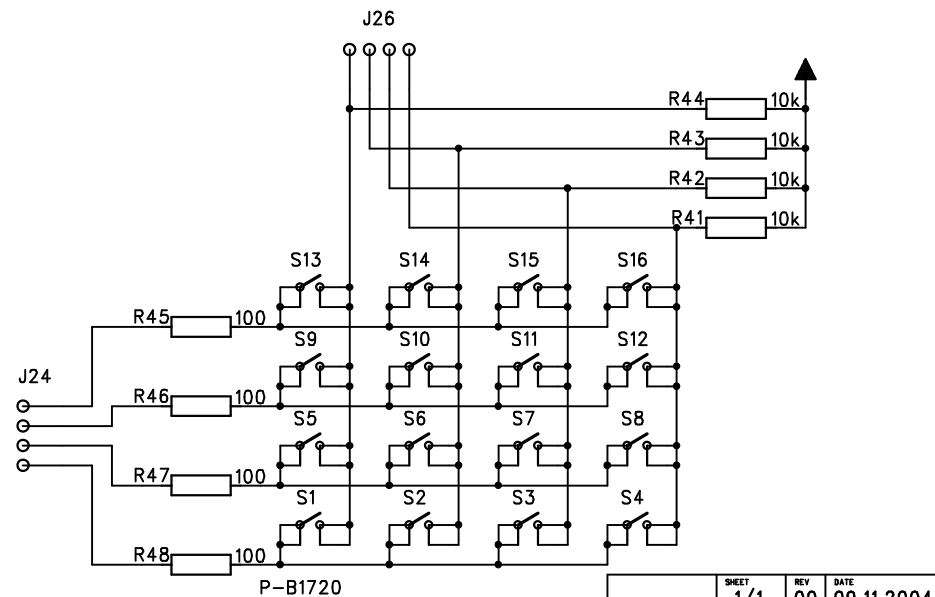 J26
R44 10k
R43 10k
R42 10k
R41 10k
S13 S14 S15 S16
R45 100
S9 S10 S11 S12
J24
R46 100
S5 S6 S7 S8
R47 100
S1 S2 S3 S4
R48 100
P-B1720
SHEET REV DATE
1/1 00 09.11.2004